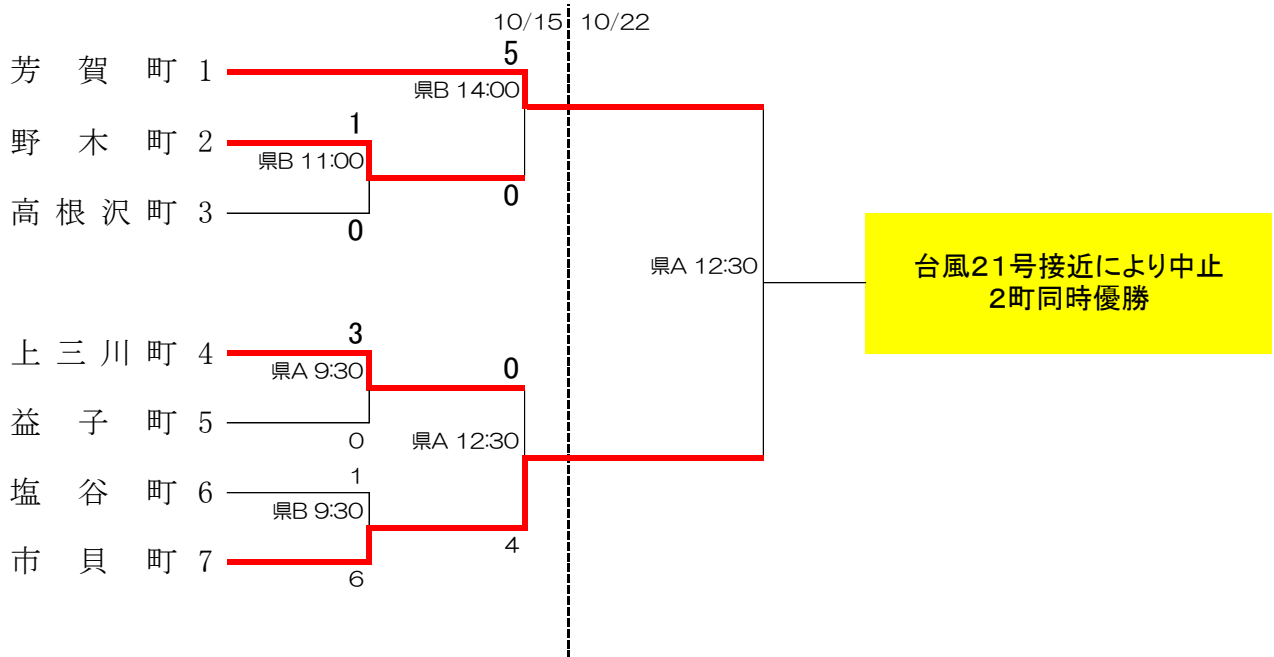 10/15 10/22
5
芳賀町 1
県B 14:00
1
野木町 2
県B 11:00
0
高根沢町 3
0
県A 12:30
台風21号接近により中止
2町同時優勝
3
上三川町 4
県A 9:30
0
益子町 5
0
県A 12:30
1
塩谷町 6
県B 9:30
4
市貝町 7
6